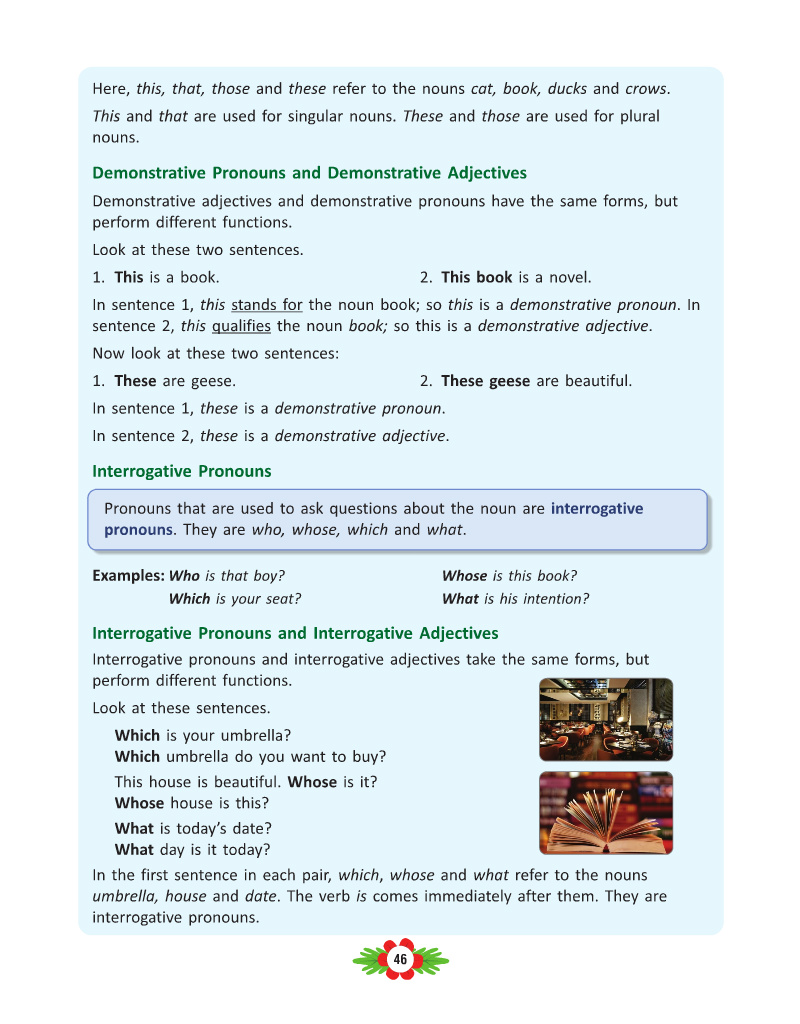 Here, this, that, those and these refer to the nouns cat, book, ducks and crows.
This and that are used for singular nouns. These and those are used for plural
nouns.
Demonstrative Pronouns and Demonstrative Adjectives
Demonstrative adjectives and demonstrative pronouns have the same forms, but
perform different functions.
Look at these two sentences.
1. This is a book. 2. This book is a novel.
In sentence 1, this stands for the noun book; so this is a demonstrative pronoun. In
sentence 2, this qualifies the noun book; so this is a demonstrative adjective.
Now look at these two sentences:
1. These are geese. 2. These geese are beautiful.
In sentence 1, these is a demonstrative pronoun.
In sentence 2, these is a demonstrative adjective.
Interrogative Pronouns
Pronouns that are used to ask questions about the noun are interrogative
pronouns. They are who, whose, which and what.
Examples: Who is that boy? Whose is this book?
Which is your seat? What is his intention?
Interrogative Pronouns and Interrogative Adjectives
Interrogative pronouns and interrogative adjectives take the same forms, but
perform different functions.
Look at these sentences.
Which is your umbrella?
Which umbrella do you want to buy?
This house is beautiful. Whose is it?
Whose house is this?
What is today's date?
What day is it today?
In the first sentence in each pair, which, whose and what refer to the nouns
umbrella, house and date. The verb is comes immediately after them. They are
interrogative pronouns.
46